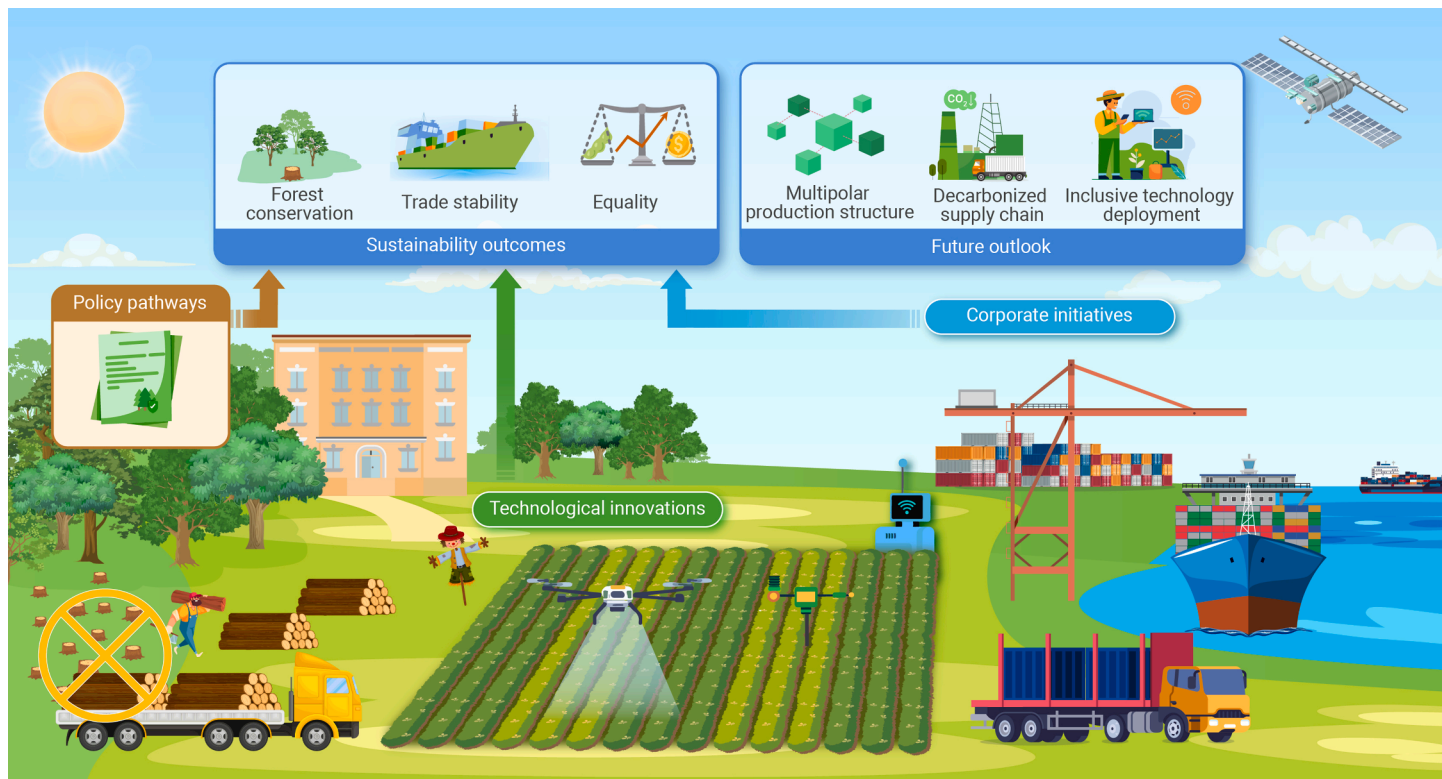 CO₂↓
$
Forest
conservation
Trade stability
Equality
Sustainability outcomes
Multipolar
production structure
Decarbonized
supply chain
Inclusive technology
deployment
Future outlook
Policy pathways
Corporate initiatives
Technological innovations